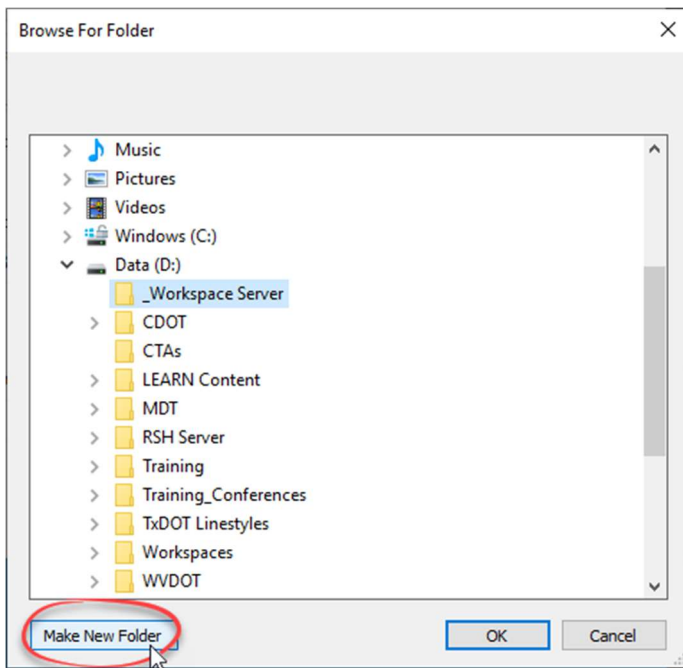 Browse For Folder
Music
Pictures
Videos
Windows (C:)
Data (D:)
_Workspace Server
CDOT
CTAs
LEARN Content
MDT
RSH Server
Training
Training_Conferences
TxDOT Linestyles
Workspaces
WVDOT
Make New Folder OK Cancel